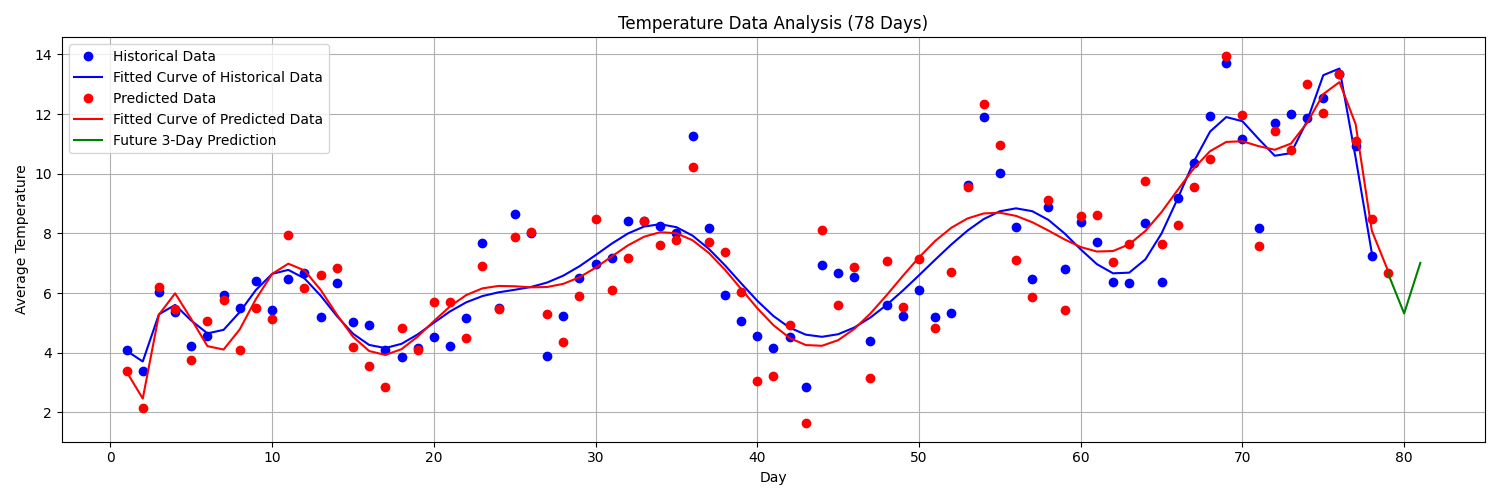 Temperature Data Analysis (78 Days)
Historical Data
Fitted Curve of Historical Data
Predicted Data
Fitted Curve of Predicted Data
Future 3-Day Prediction
Average Temperature
14
12
10
8
6
4
2
0 10 20 30 40 50 60 70 80
Day